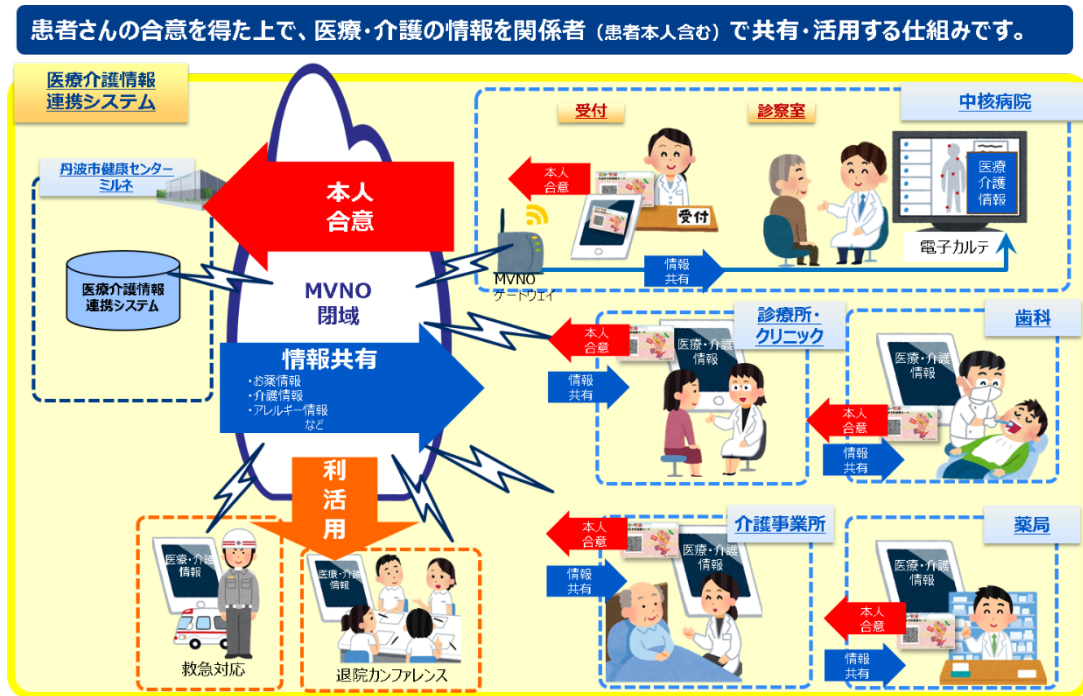 患者さんの合意を得た上で、医療・介護の情報を関係者（患者本人含む）で共有・活用する仕組みです。
医療介護情報
連携システム
丹波市健康センター
ミルネ
医療介護情報
連携システム
本人
合意
MVNO
閉域
情報共有
・お薬情報
・介護情報
・アレルギー情報
など
利
活
用
医療・介護
情報
救急対応
医療・介護
情報
退院カンファレンス
中核病院
受付
診察室
本人
合意
受付
医療
介護
情報
電子カルテ
MVNO
ゲートウェイ
情報
共有
診療所・
クリニック
本人
合意
情報
共有
医療・介護
情報
歯科
医療・介護
情報
本人
合意
情報
共有
介護事業所
本人
合意
情報
共有
医療・介護
情報
薬局
医療・介護
情報
本人
合意
情報
共有